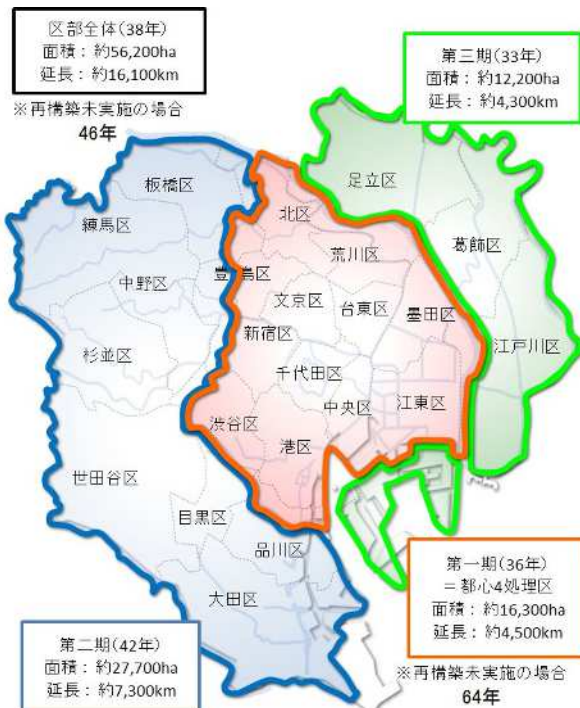 区部全体(38年)
面積：約56,200ha
延長：約16,100km
※再構築未実施の場合
46年
第三期(33年)
面積：約12,200ha
延長：約4,300km
板橋区
足立区
北区
練馬区
葛飾区
荒川区
豊島区
中野区
文京区
台東区
墨田区
新宿区
江戸川区
杉並区
千代田区
中央区
江東区
渋谷区
港区
世田谷区
目黒区
品川区
大田区
第一期(36年)
＝都心4処理区
面積：約16,300ha
延長：約4,500km
※再構築未実施の場合
64年
第二期(42年)
面積：約27,700ha
延長：約7,300km